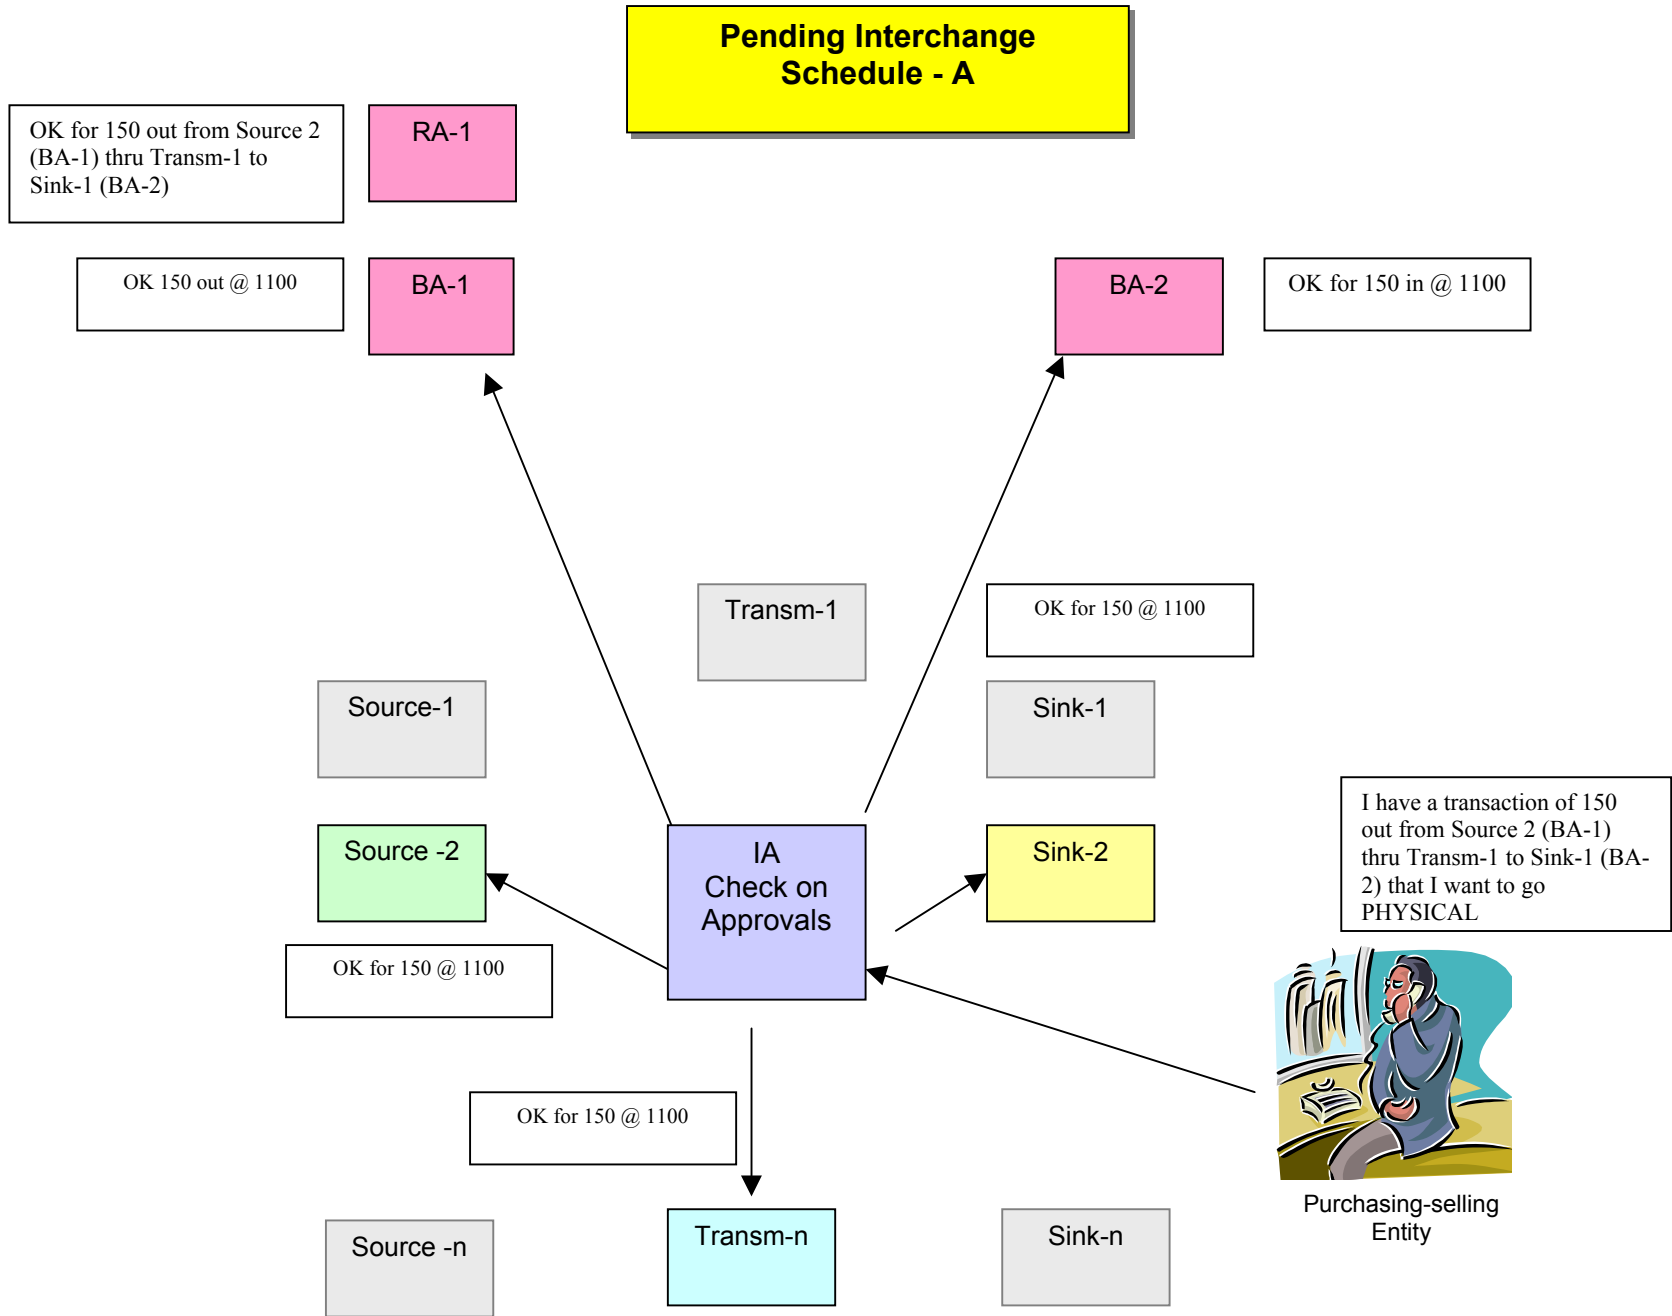 Pending Interchange
Schedule - A
OK for 150 out from Source 2
(BA-1) thru Transm-1 to
Sink-1 (BA-2)
RA-1
OK 150 out @ 1100
BA-1
BA-2
OK for 150 in @ 1100
Transm-1
OK for 150 @ 1100
Source-1
Sink-1
I have a transaction of 150
out from Source 2 (BA-1)
thru Transm-1 to Sink-1 (BA-
2) that I want to go
PHYSICAL
Source -2
IA
Check on
Approvals
Sink-2
OK for 150 @ 1100
OK for 150 @ 1100
Purchasing-selling
Entity
Source -n
Transm-n
Sink-n